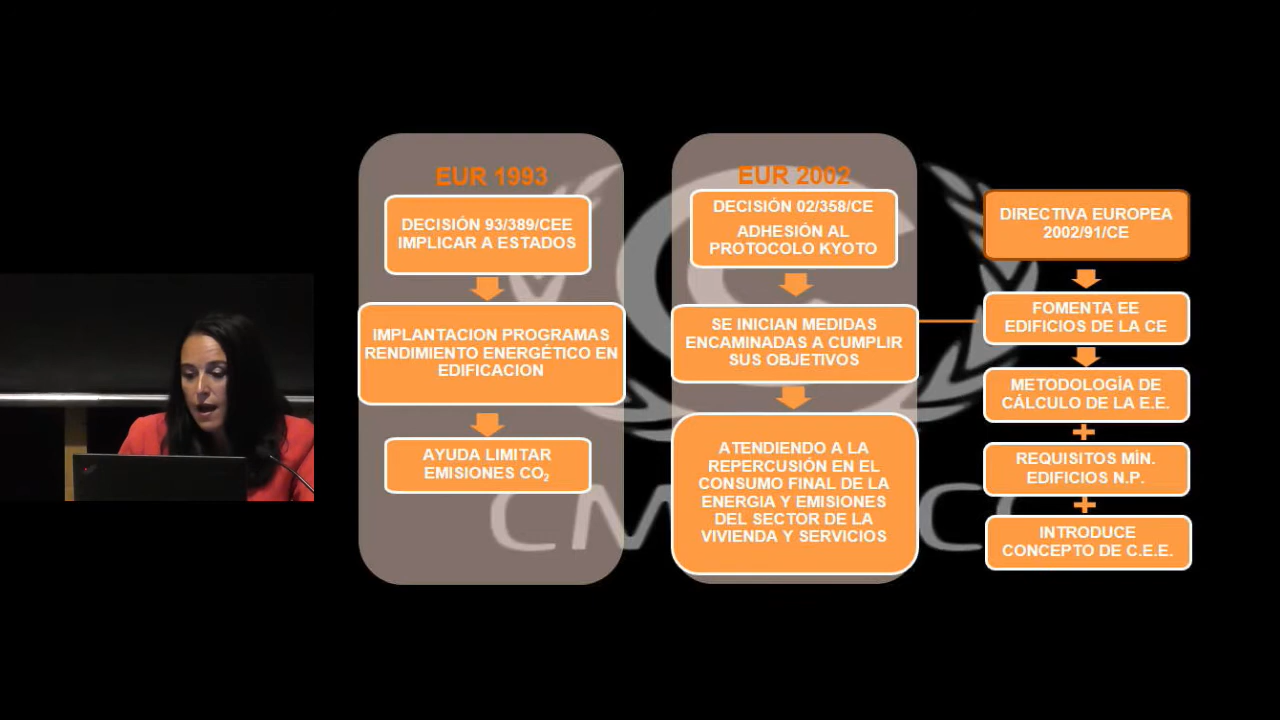 EUR 1993
DECISIÓN 93/389/CEE
IMPLICAR A ESTADOS
IMPLANTACION PROGRAMAS
RENDIMIENTO ENERGÉTICO EN
EDIFICACION
AYUDA LIMITAR
EMISIONES CO₂
EUR 2002
DECISIÓN 02/358/CE
ADHESIÓN AL
PROTOCOLO KYOTO
SE INICIAN MEDIDAS
ENCAMINADAS A CUMPLIR
SUS OBJETIVOS
ATENDIENDO A LA
REPERCUSIÓN EN EL
CONSUMO FINAL DE LA
ENERGIA Y EMISIONES
DEL SECTOR DE LA
VIVIENDA Y SERVICIOS
DIRECTIVA EUROPEA
2002/91/CE
FOMENTA EE
EDIFICIOS DE LA CE
METODOLOGÌA DE
CÁLCULO DE LA E.E.
+
REQUISITOS MÌN.
EDIFICIOS N.P.
+
INTRODUCE
CONCEPTO DE C.E.E.